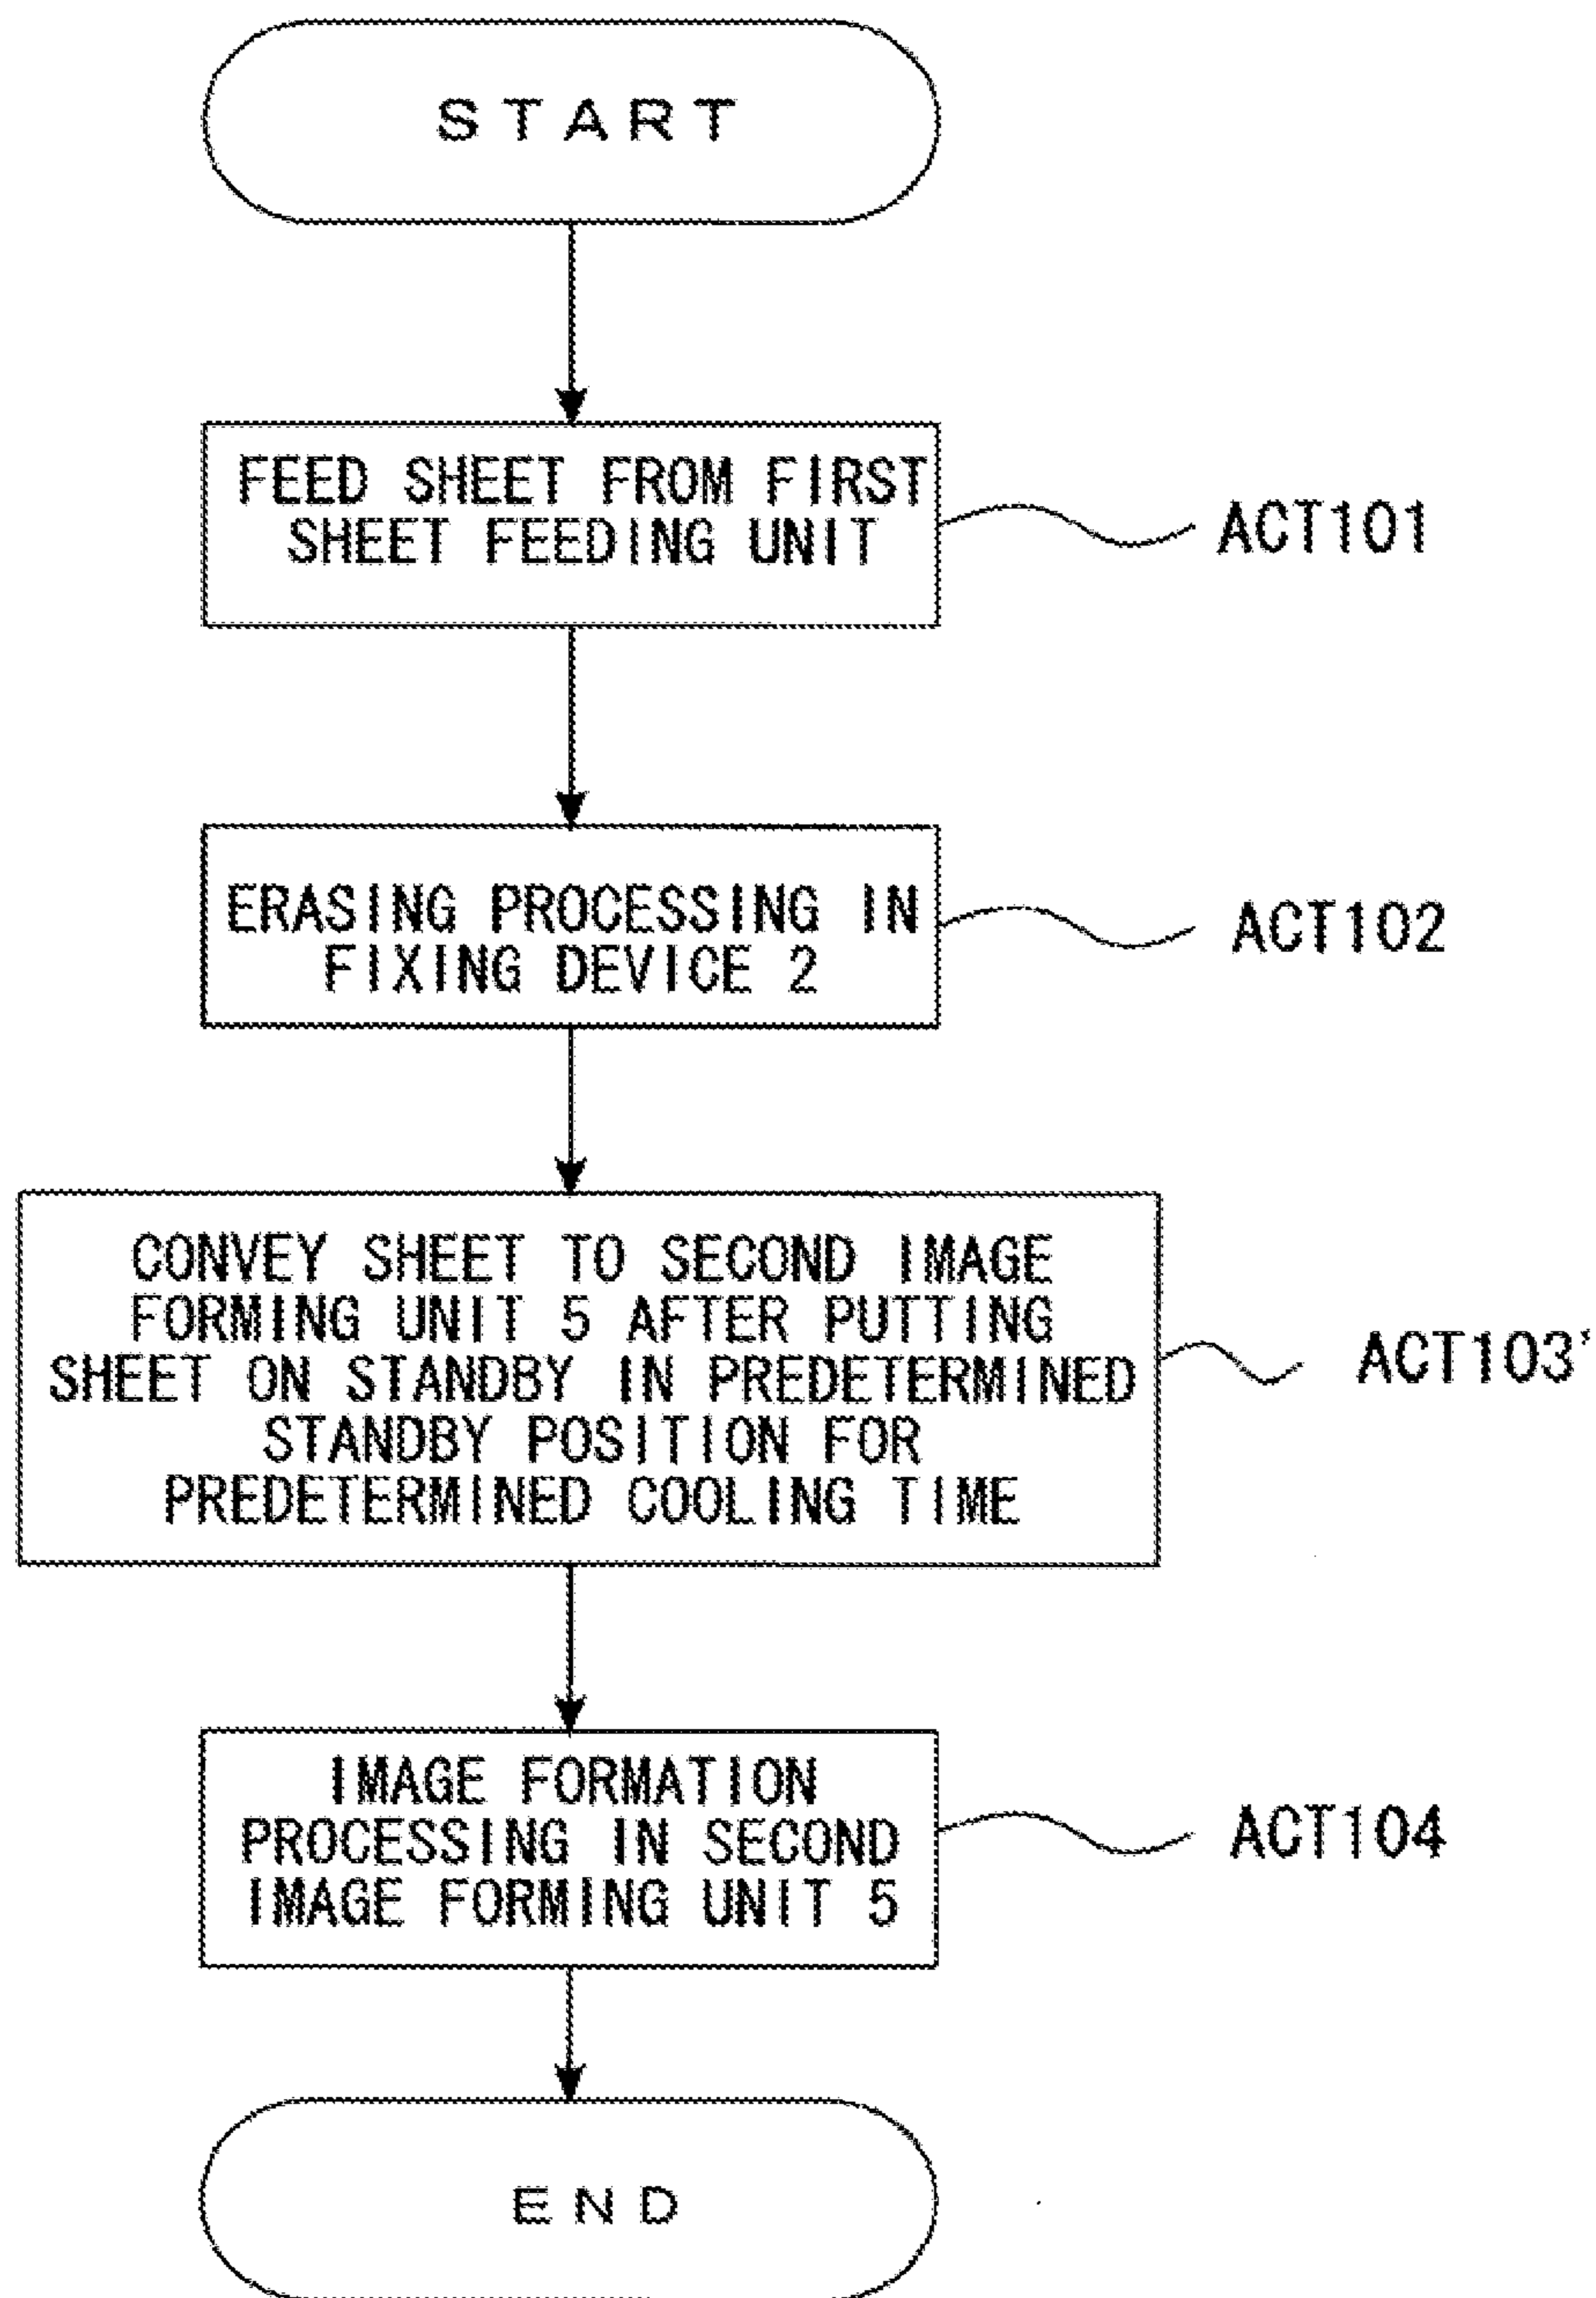 START
FEED SHEET FROM FIRST
SHEET FEEDING UNIT
ACT101
ERASING PROCESSING IN
FIXING DEVICE 2
ACT102
CONVEY SHEET TO SECOND IMAGE
FORMING UNIT 5 AFTER PUTTING
SHEET ON STANDBY IN PREDETERMINED
STANDBY POSITION FOR
PREDETERMINED COOLING TIME
ACT103'
IMAGE FORMATION
PROCESSING IN SECOND
IMAGE FORMING UNIT 5
ACT104
END